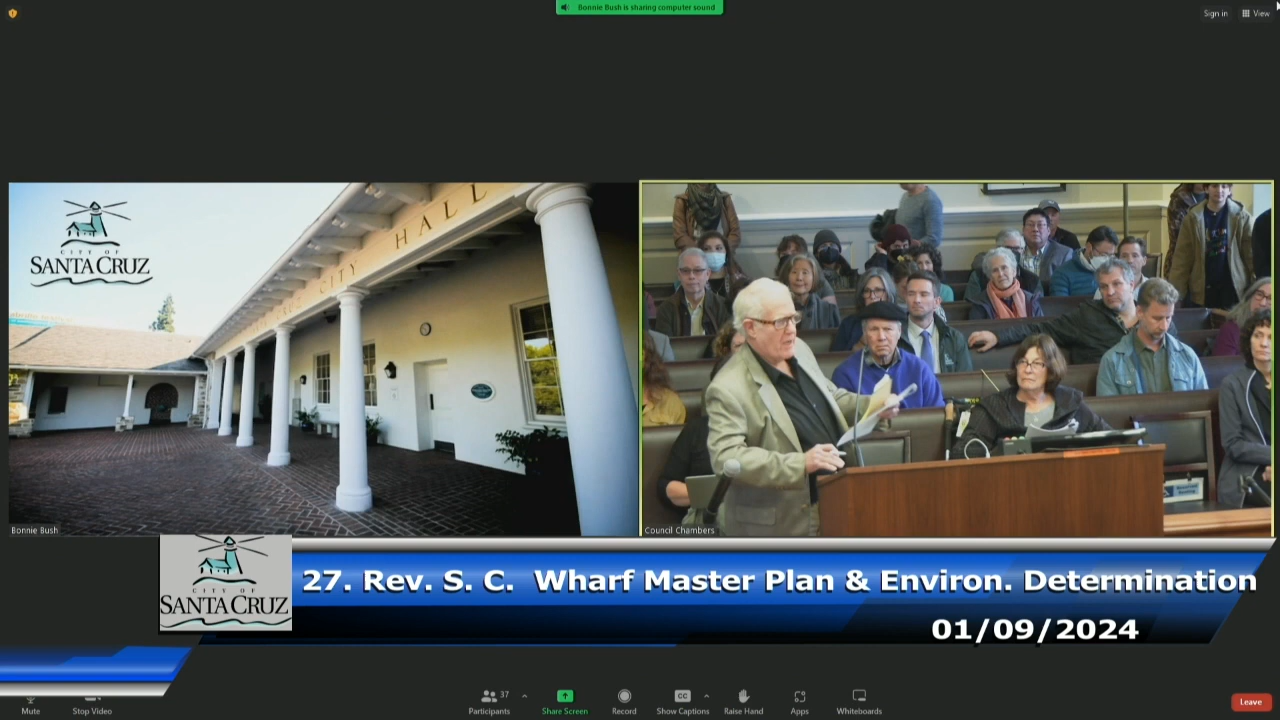 Bonnie Bush is sharing computer sound
Sign in
View
CITY OF
SANTA CRUZ
CITY HALL
Bonnie Bush
Council Chambers
CITY OF
SANTA CRUZ
27. Rev. S. C. Wharf Master Plan & Environ. Determination
01/09/2024
Mute
Stop Video
Participants
37
Share Screen
Record
CC
Show Captions
Raise Hand
Apps
Whiteboards
Leave